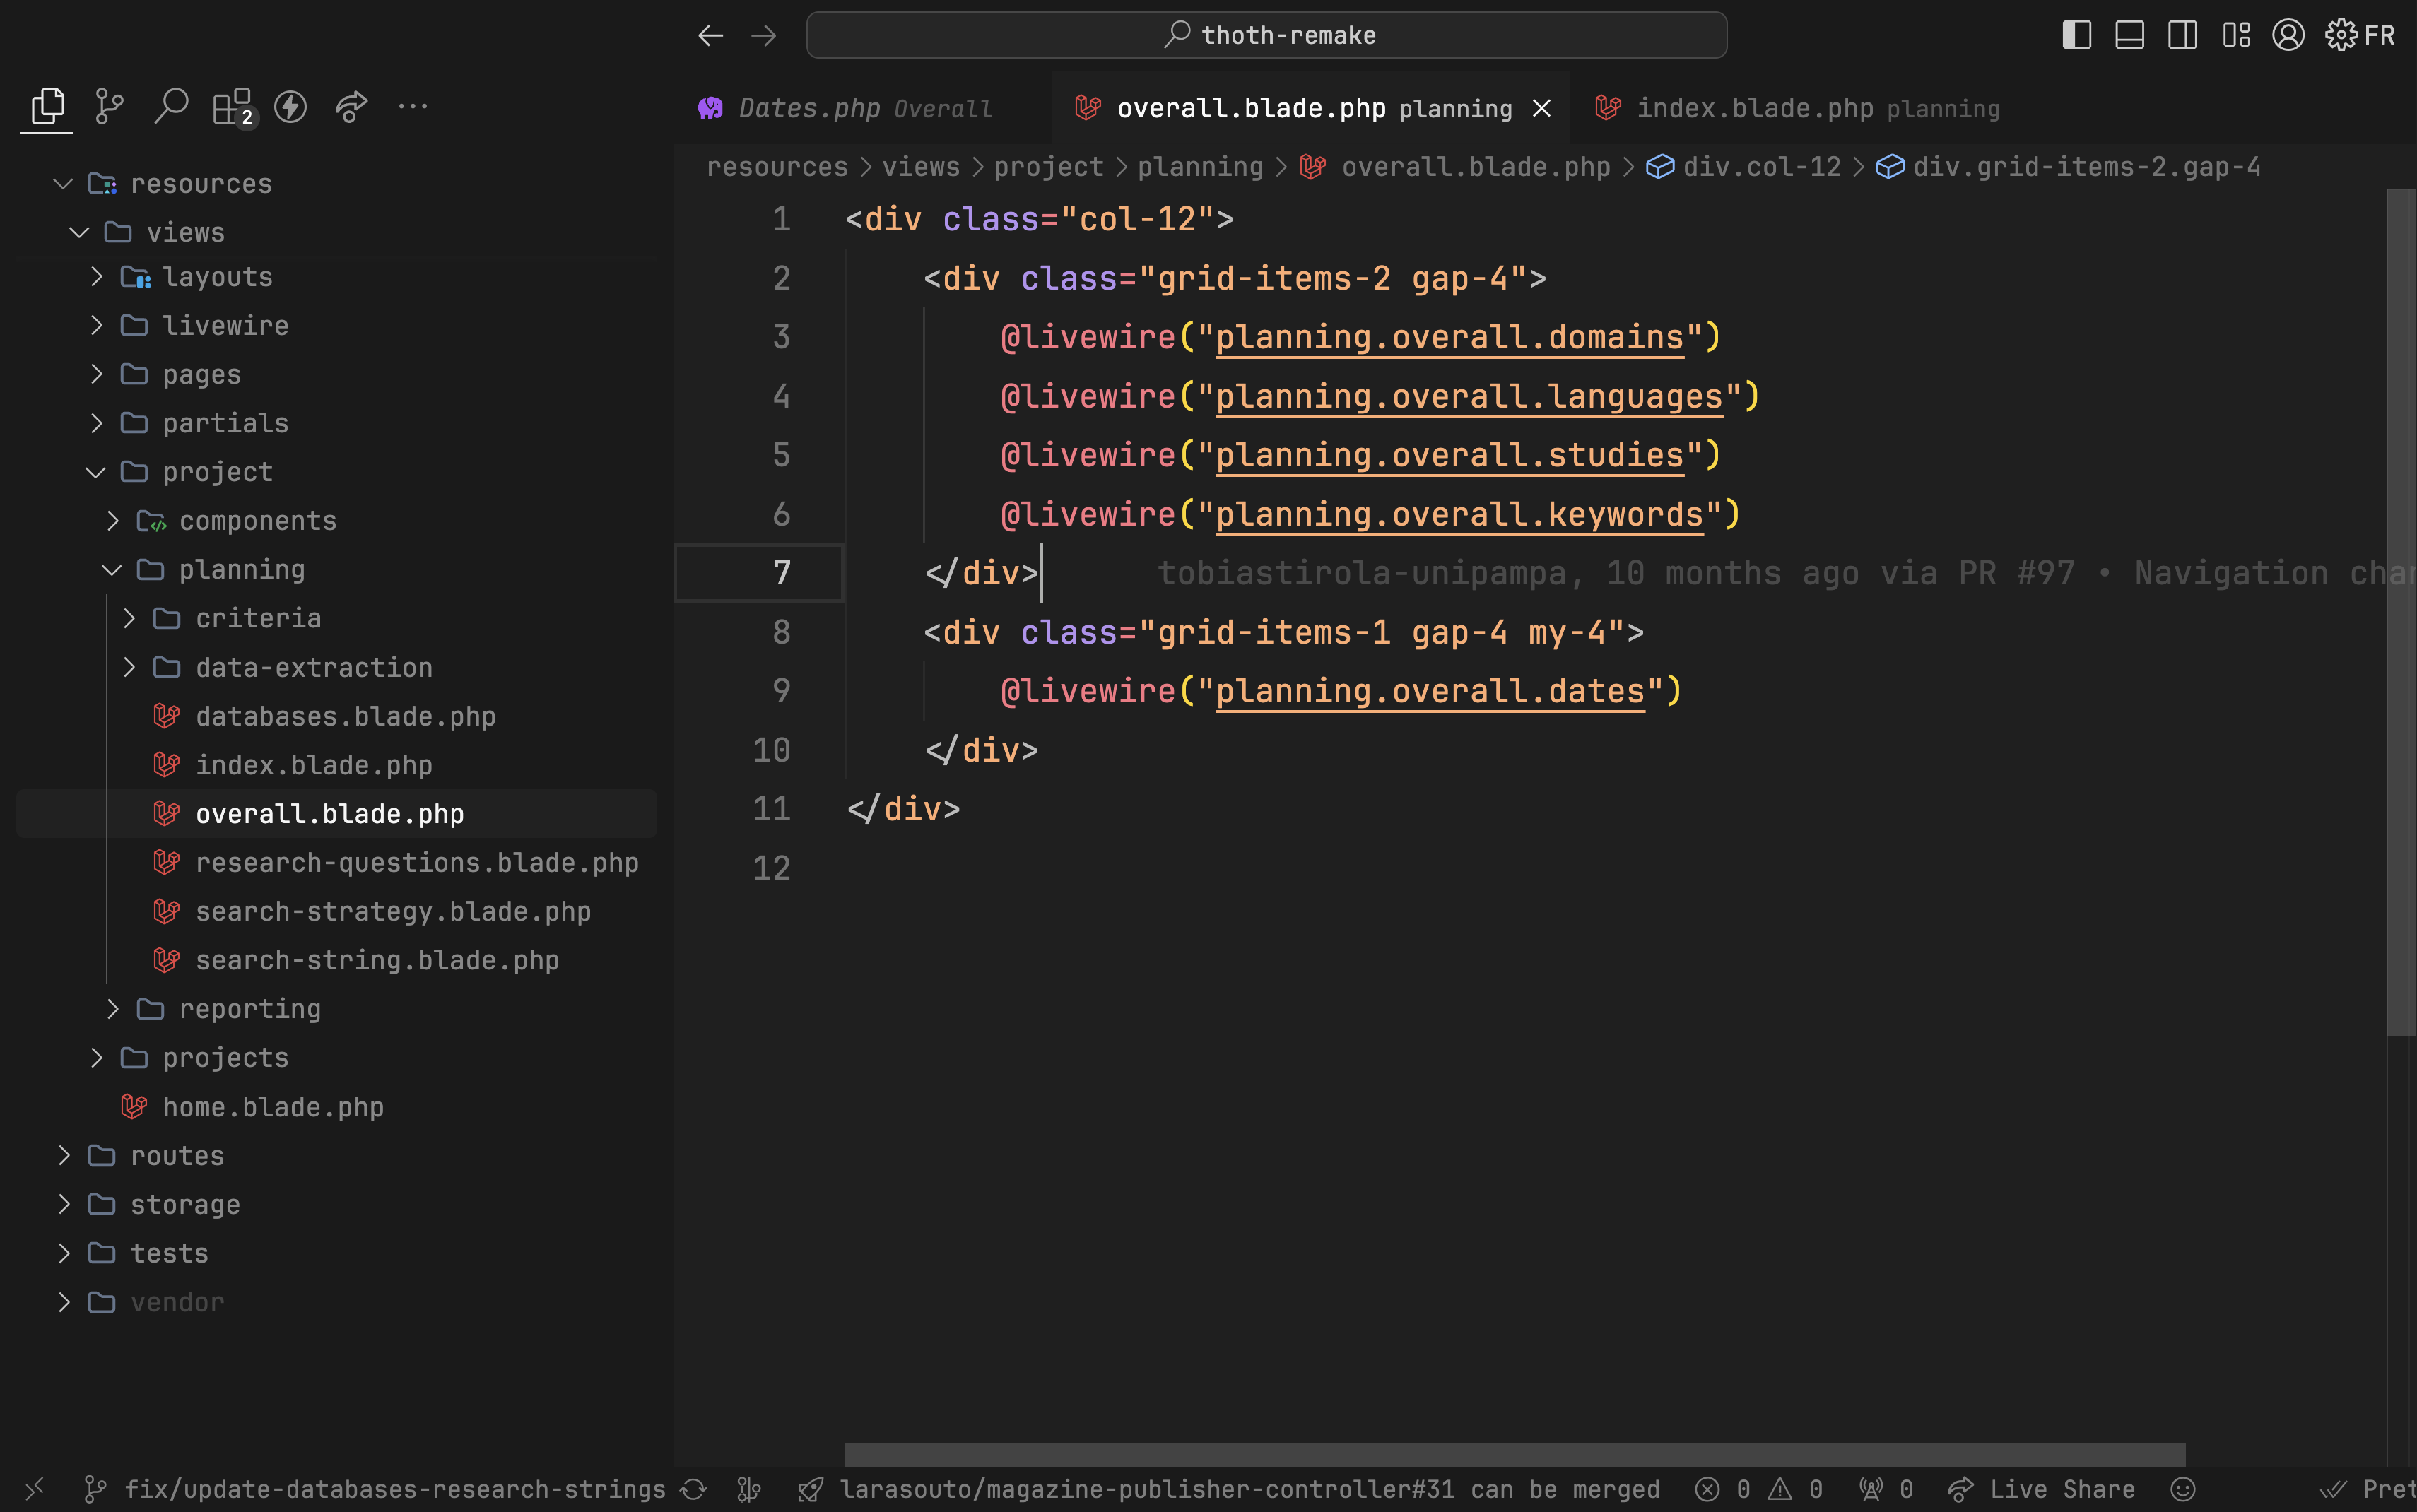 thoth-remake
FR
2
Dates.php Overall
overall.blade.php planning
index.blade.php planning
resources > views > project > planning > overall.blade.php > div.col-12 > div.grid-items-2.gap-4
resources
views
layouts
livewire
pages
partials
project
components
planning
criteria
data-extraction
databases.blade.php
index.blade.php
overall.blade.php
research-questions.blade.php
search-strategy.blade.php
search-string.blade.php
reporting
projects
home.blade.php
routes
storage
tests
vendor
1 <div class="col-12">
2 <div class="grid-items-2 gap-4">
3 @livewire("planning.overall.domains")
4 @livewire("planning.overall.languages")
5 @livewire("planning.overall.studies")
6 @livewire("planning.overall.keywords")
7 </div> tobiastirola-unipampa, 10 months ago via PR #97 • Navigation
8 <div class="grid-items-1 gap-4 my-4">
9 @livewire("planning.overall.dates")
10 </div>
11 </div>
12
fix/update-databases-research-strings larasouto/magazine-publisher-controller#31 can be merged 0 0 0 Live Share